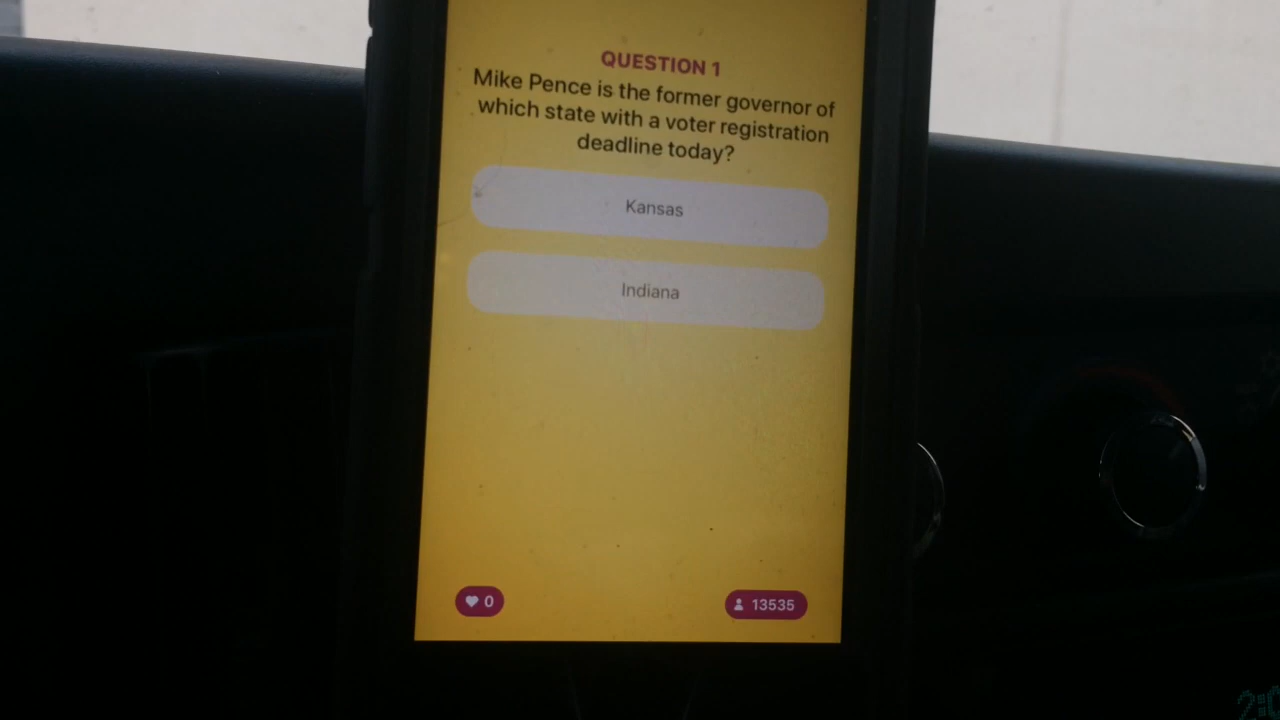 QUESTION 1
Mike Pence is the former governor of
which state with a voter registration
deadline today?
Kansas
Indiana
0
13535